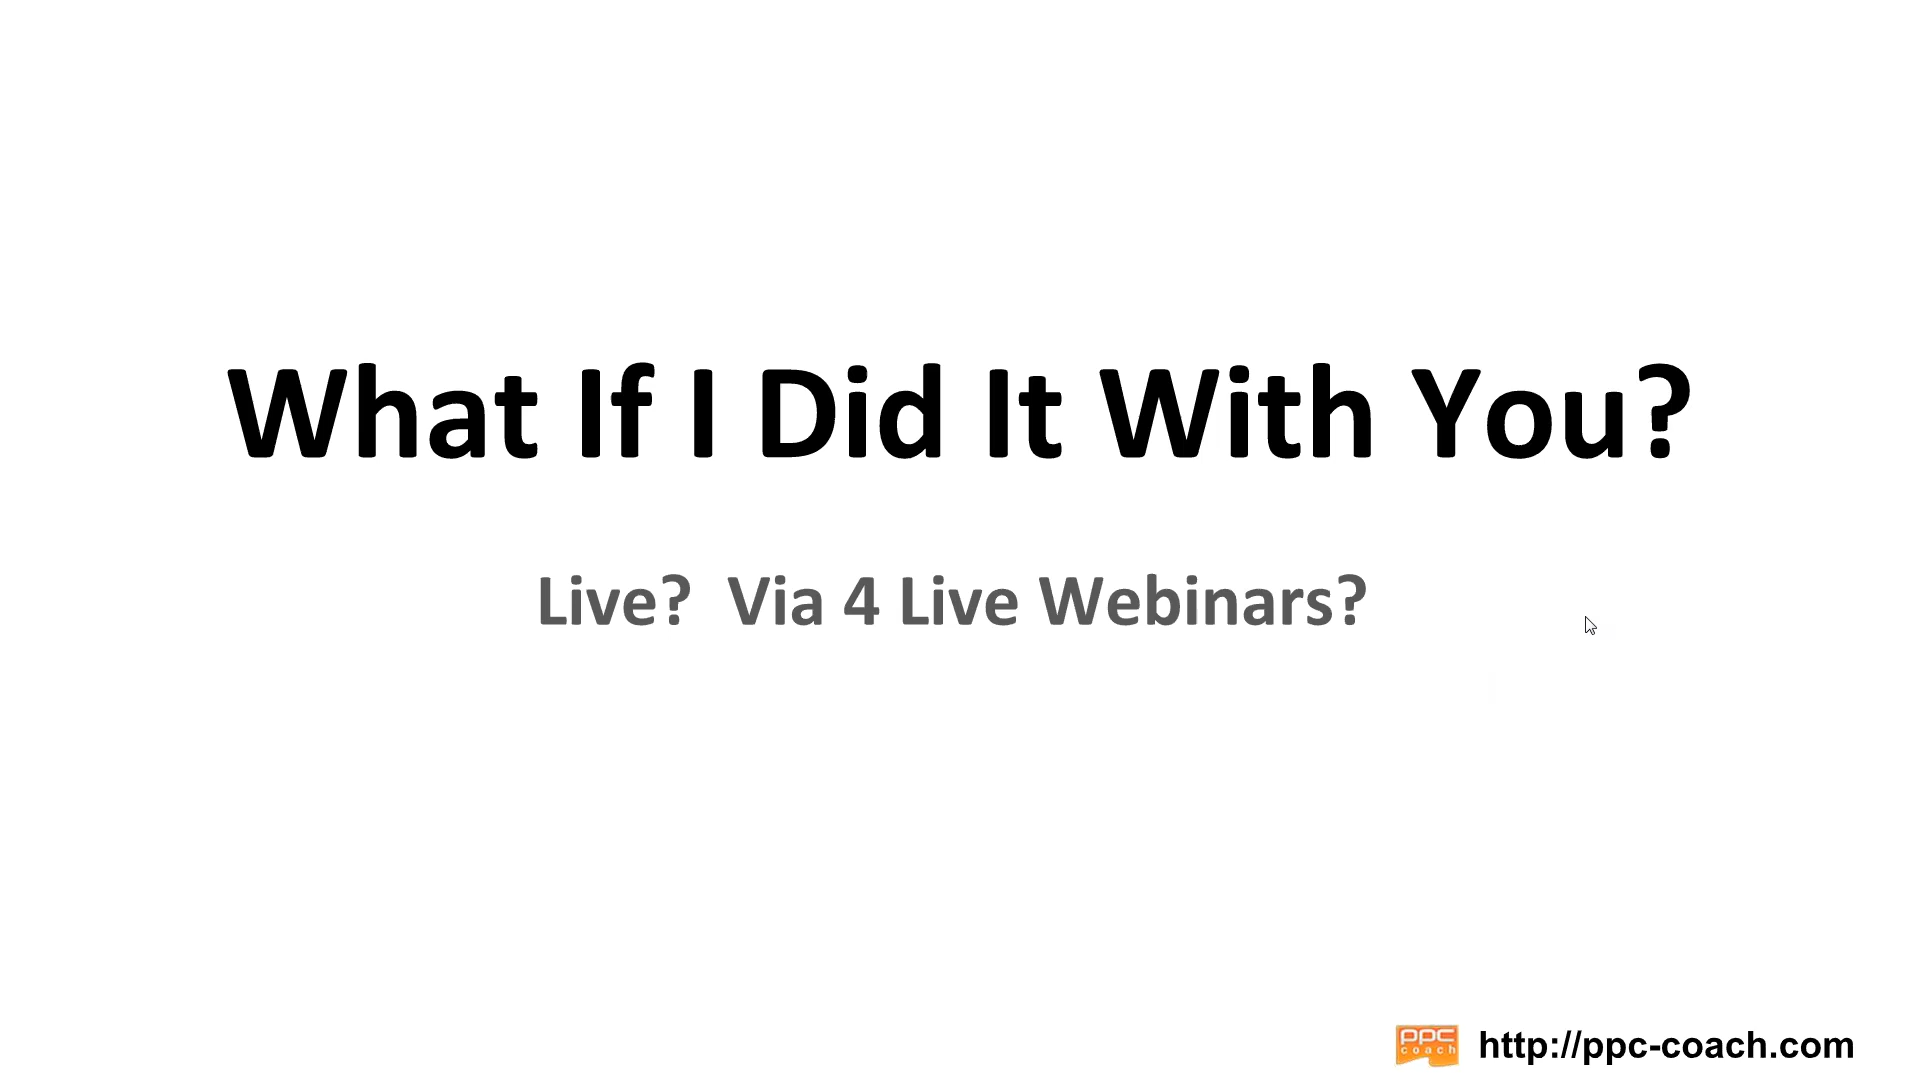 What If I Did It With You?
Live? Via 4 Live Webinars?
ppc
coach
http://ppc-coach.com